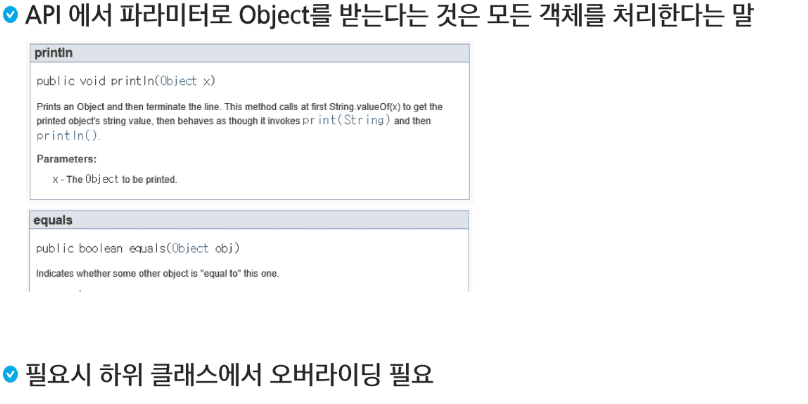 API 에서 파라미터로 Object를 받는다는 것은 모든 객체를 처리한다는 말
println
public void println(Object x)
Prints an Object and then terminate the line. This method calls at first String.valueOf(x) to get the
printed object's string value, then behaves as though it invokes print(String) and then
println().
Parameters:
x - The Object to be printed.
equals
public boolean equals(Object obj)
Indicates whether some other object is "equal to" this one.
필요시 하위 클래스에서 오버라이딩 필요